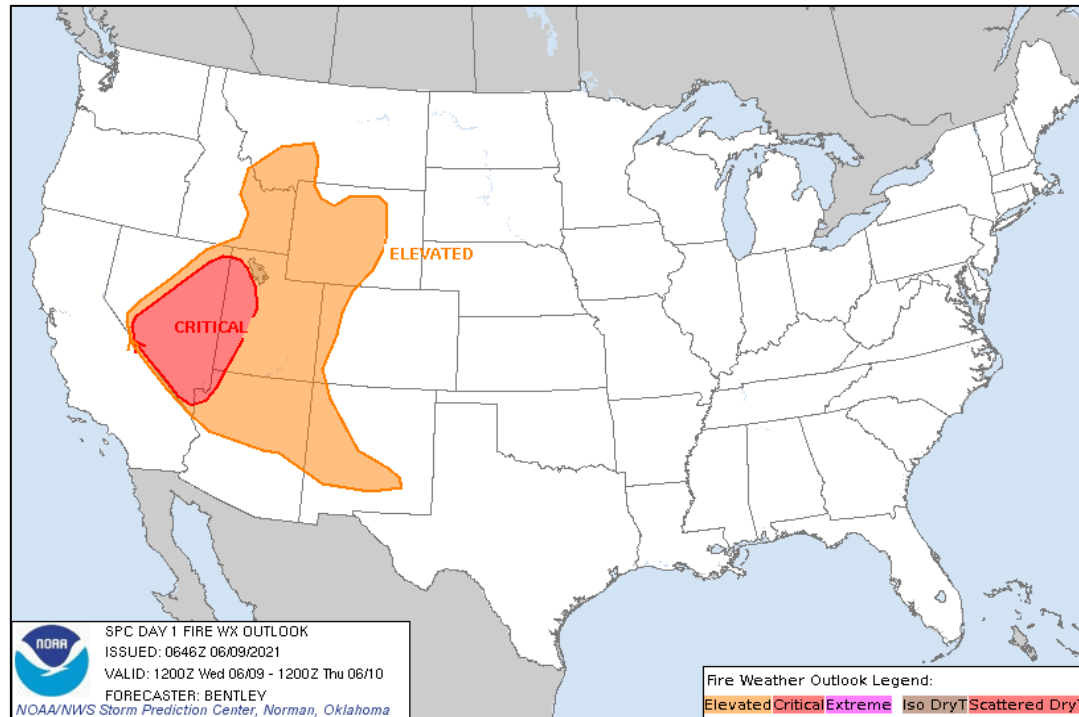 ELEVATED
CRITICAL
NOAA
SPC DAY 1 FIRE WX OUTLOOK
ISSUED: 0646Z 06/09/2021
VALID: 1200Z Wed 06/09 - 1200Z Thu 06/10
FORECASTER: BENTLEY
NOAA/NWS Storm Prediction Center, Norman, Oklahoma
Fire Weather Outlook Legend:
Elevated Critical Extreme Iso DryT Scattered DryT